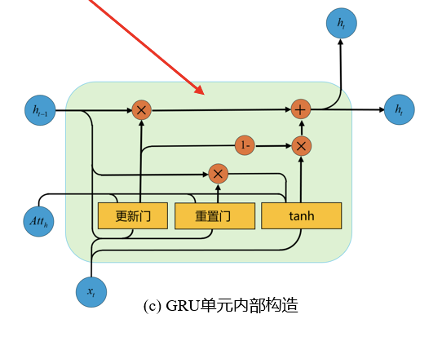 h_t
h_{t-1}
×
+
h_t
1-
×
×
Att_h
更新门
重置门
tanh
x_t
(c) GRU单元内部构造